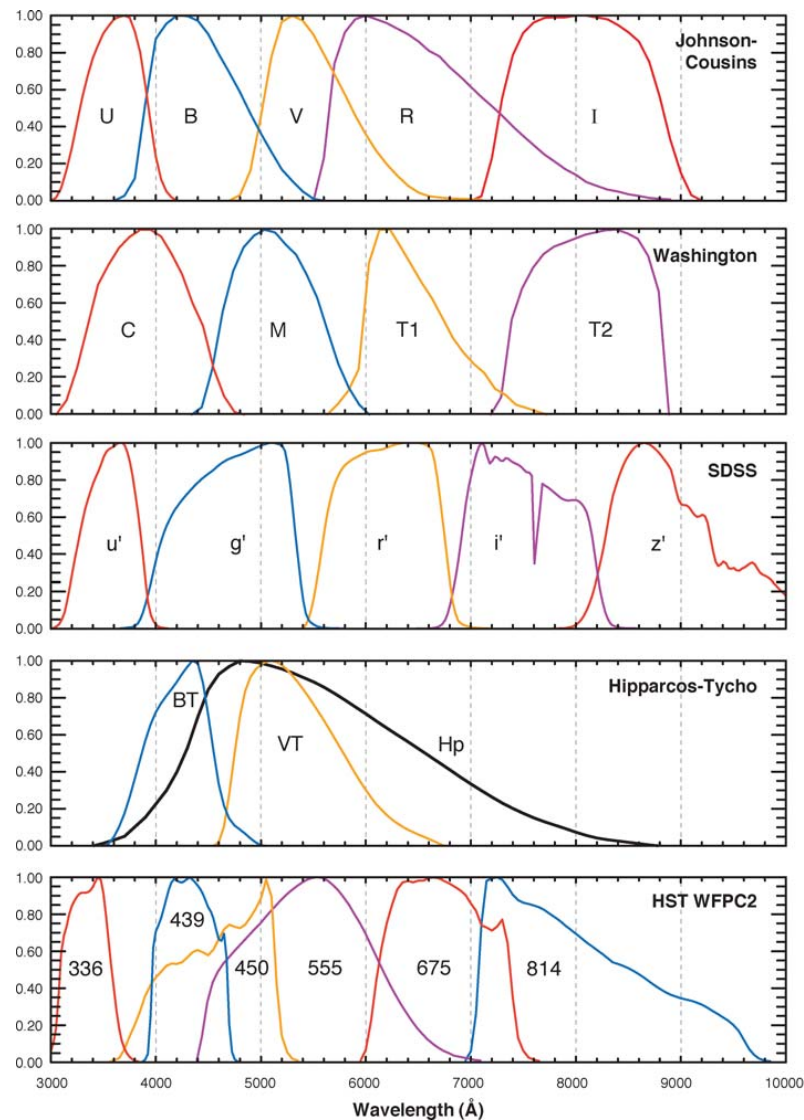 1.00
0.80
0.60
0.40
0.20
0.00
Johnson-
Cousins
U B V R I
1.00
0.80
0.60
0.40
0.20
0.00
Washington
C M T1 T2
1.00
0.80
0.60
0.40
0.20
0.00
SDSS
u' g' r' i' z'
1.00
0.80
0.60
0.40
0.20
0.00
Hipparcos-Tycho
BT VT Hp
1.00
0.80
0.60
0.40
0.20
0.00
HST WFPC2
439
336 450 555 675 814
3000 4000 5000 6000 7000 8000 9000 10000
Wavelength (Å)